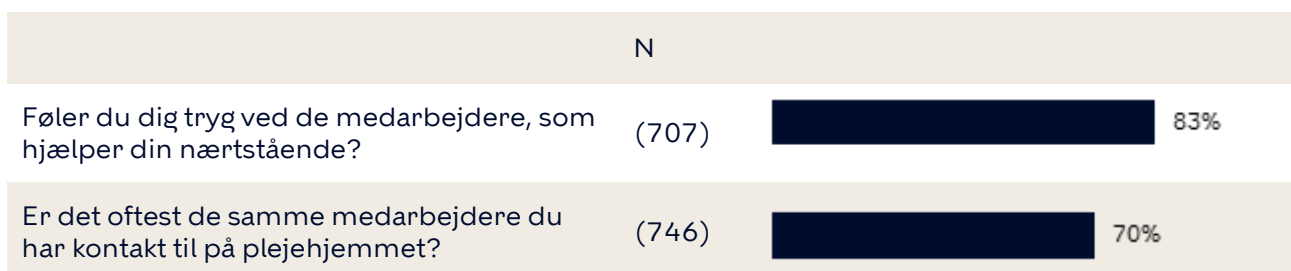 N
Føler du dig tryg ved de medarbejdere, som
hjælper din nærtstående?
(707)
83%
Er det oftest de samme medarbejdere du
har kontakt til på plejehjemmet?
(746)
70%